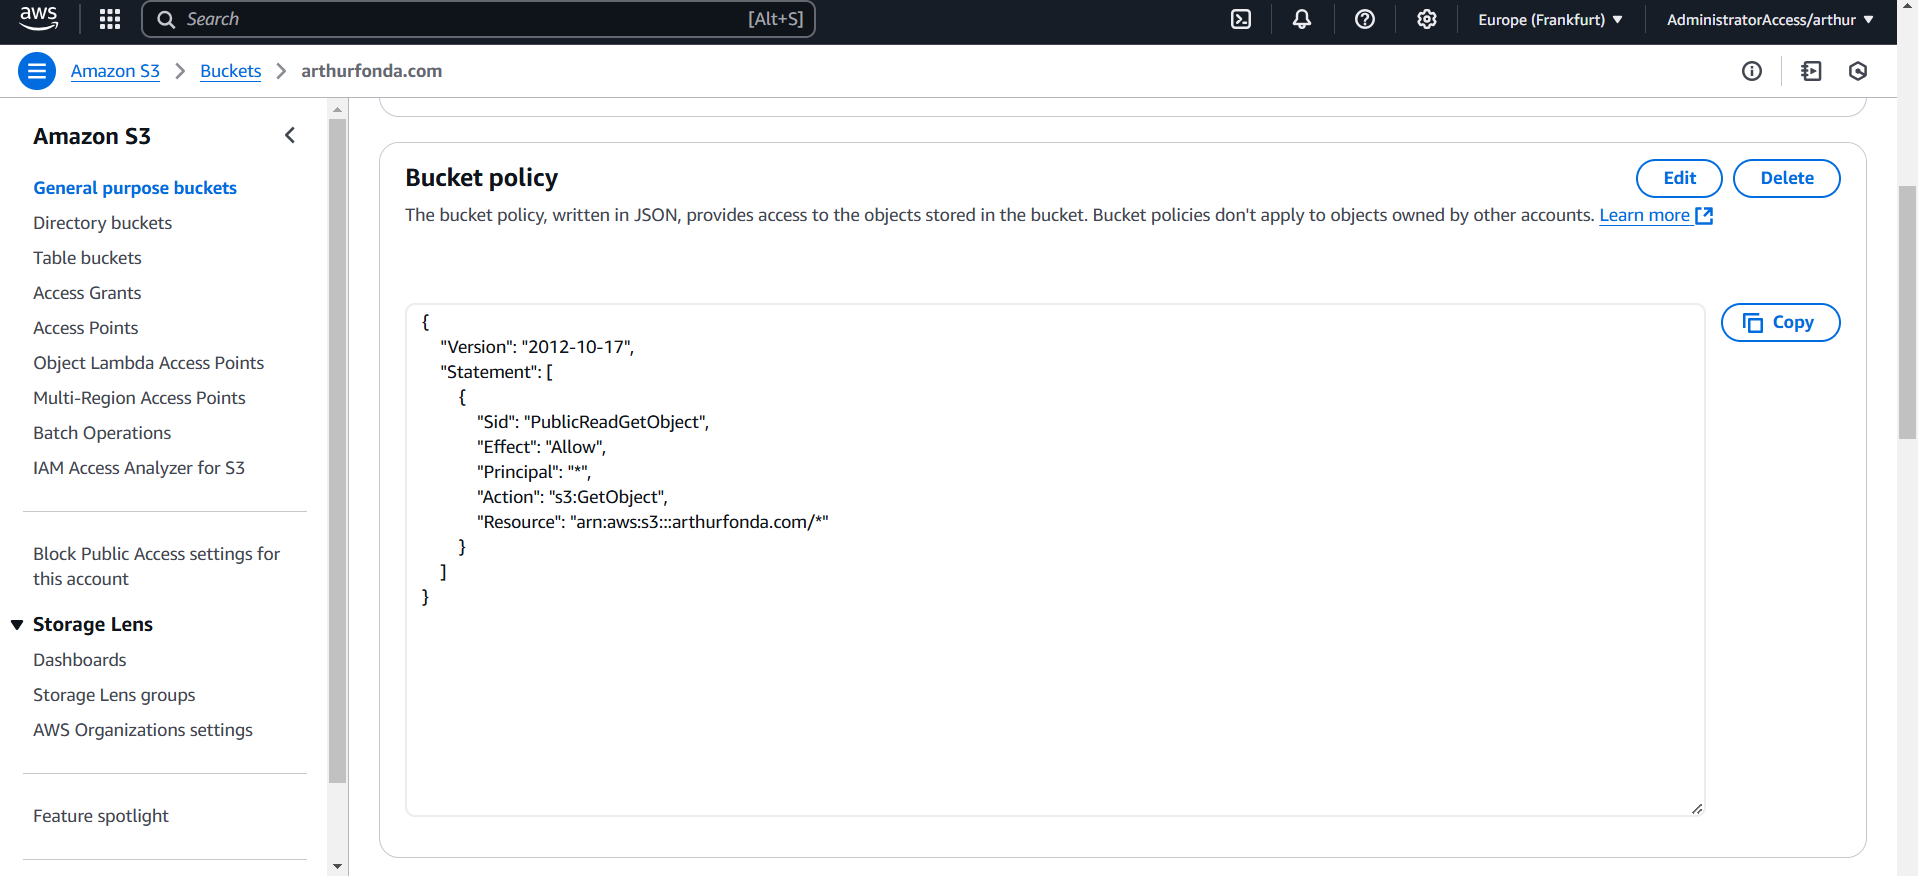 aws
Search [Alt+S]
Europe (Frankfurt)
AdministratorAccess/arthur
Amazon S3 > Buckets > arthurfonda.com
Amazon S3
General purpose buckets
Directory buckets
Table buckets
Access Grants
Access Points
Object Lambda Access Points
Multi-Region Access Points
Batch Operations
IAM Access Analyzer for S3
Block Public Access settings for
this account
Storage Lens
Dashboards
Storage Lens groups
AWS Organizations settings
Feature spotlight
Bucket policy
Edit
Delete
The bucket policy, written in JSON, provides access to the objects stored in the bucket. Bucket policies don't apply to objects owned by other accounts. Learn more
Copy
{
    "Version": "2012-10-17",
    "Statement": [
        {
            "Sid": "PublicReadGetObject",
            "Effect": "Allow",
            "Principal": "*",
            "Action": "s3:GetObject",
            "Resource": "arn:aws:s3:::arthurfonda.com/*"
        }
    ]
}